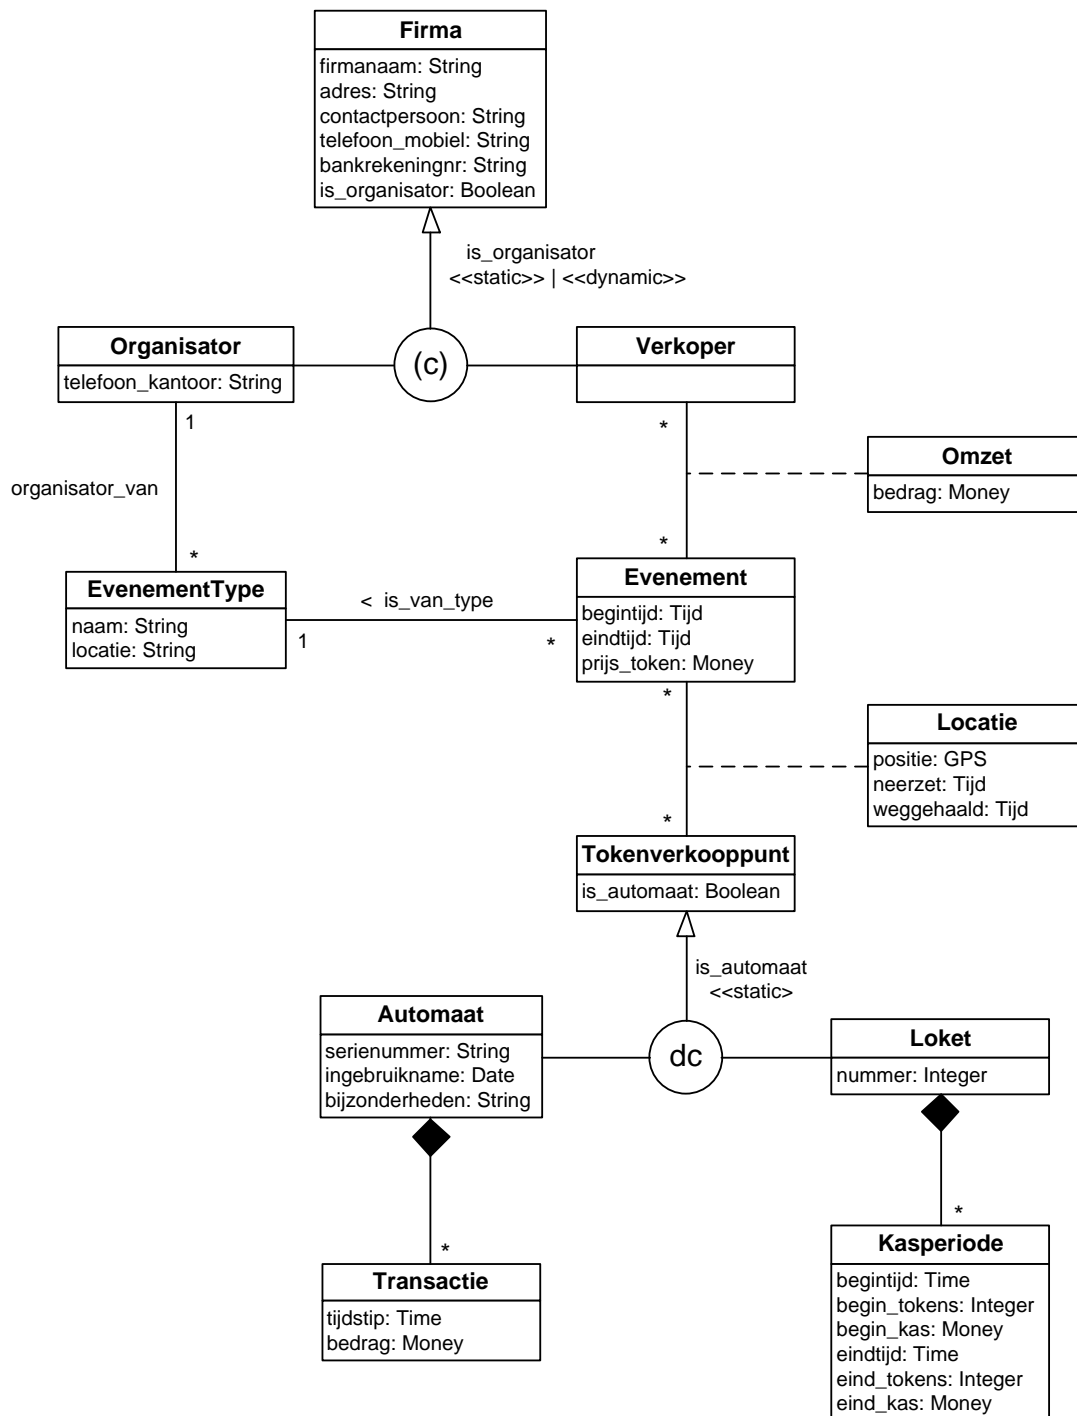 Firma
firmanaam: String
adres: String
contactpersoon: String
telefoon_mobiel: String
bankrekeningnr: String
is_organisator: Boolean
is_organisator
<<static>> | <<dynamic>>
Organisator
telefoon_kantoor: String
(c)
Verkoper
1
*
Omzet
bedrag: Money
organisator_van
*
*
EvenementType
naam: String
locatie: String
< is_van_type
1
*
Evenement
begintijd: Tijd
eindtijd: Tijd
prijs_token: Money
*
Locatie
positie: GPS
neerzet: Tijd
weggehaald: Tijd
*
Tokenverkooppunt
is_automaat: Boolean
is_automaat
<<static>
Automaat
serienummer: String
ingebruikname: Date
bijzonderheden: String
dc
Loket
nummer: Integer
*
*
Transactie
tijdstip: Time
bedrag: Money
Kasperiode
begintijd: Time
begin_tokens: Integer
begin_kas: Money
eindtijd: Time
eind_tokens: Integer
eind_kas: Money